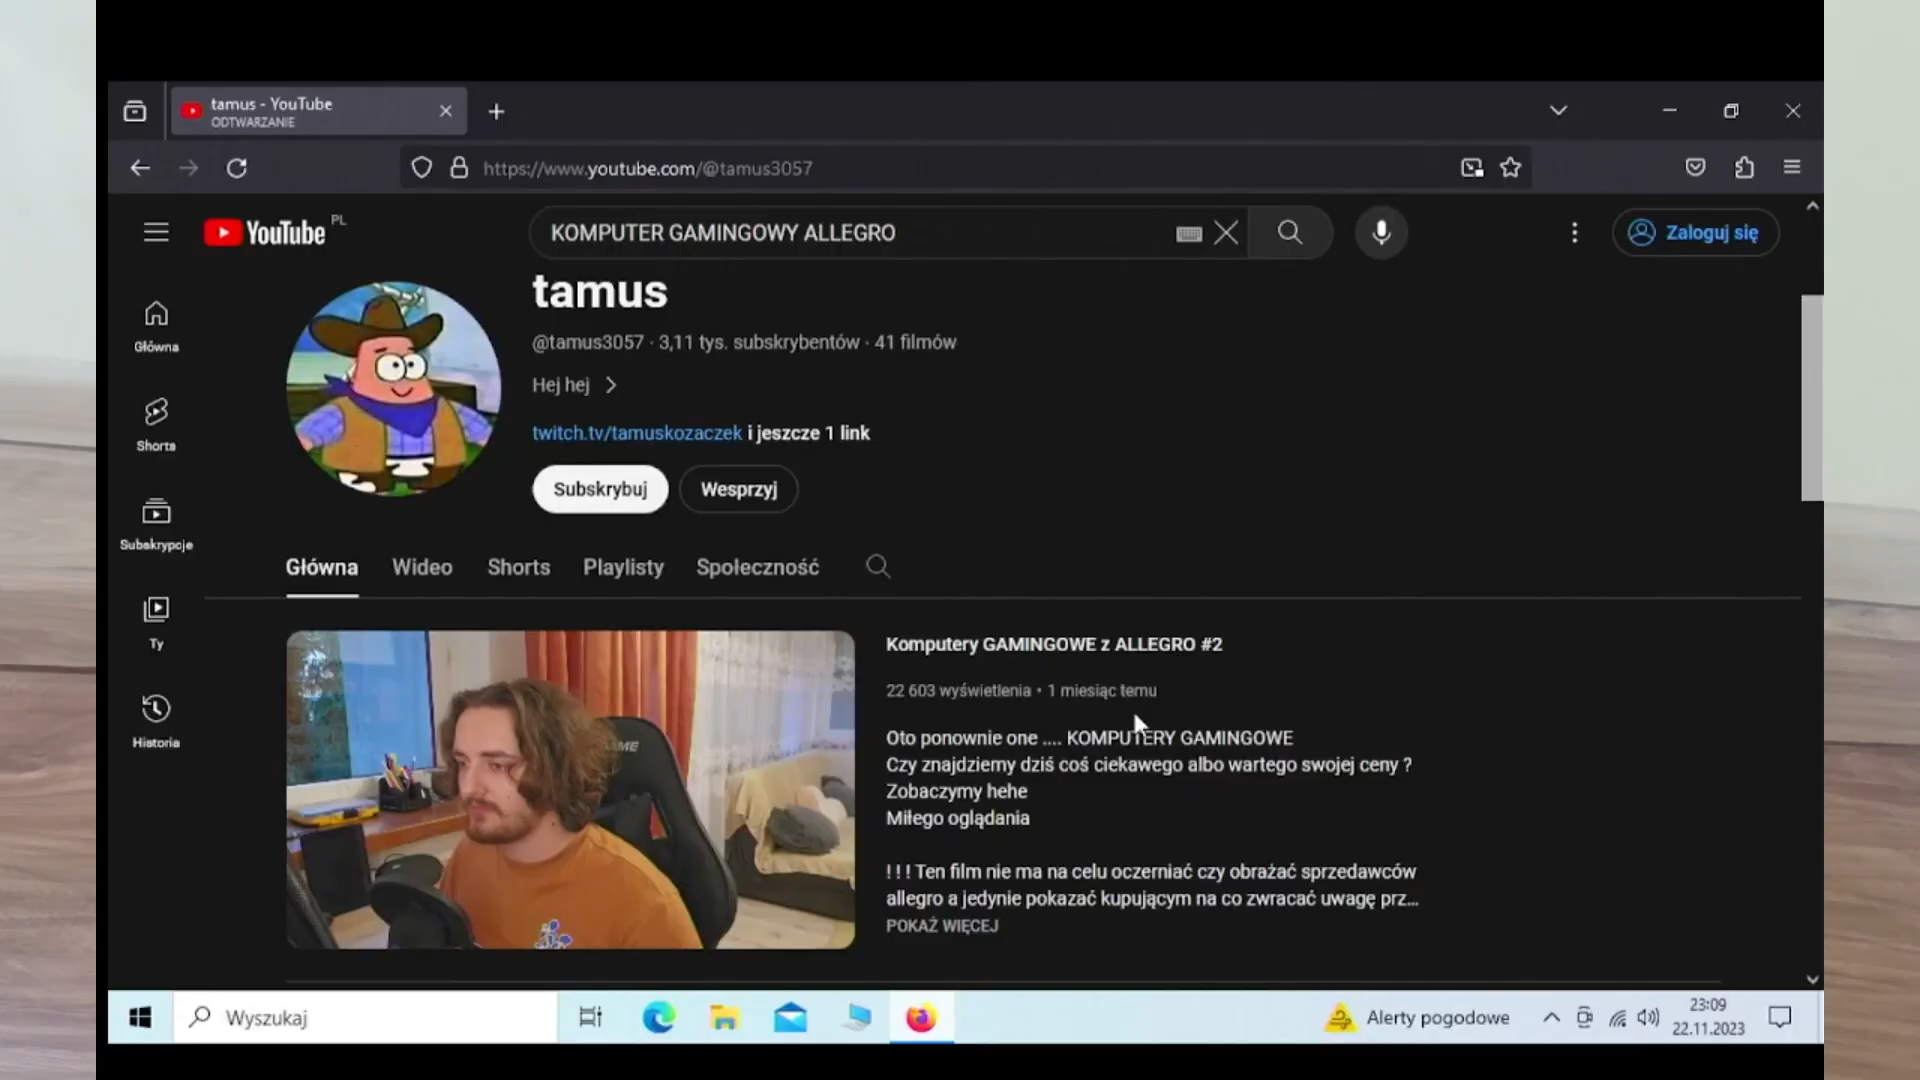 tamus - YouTube
ODTWARZANIE
https://www.youtube.com/@tamus3057
YouTube PL
KOMPUTER GAMINGOWY ALLEGRO
Zaloguj się
Główna
Shorts
Subskrypcje
Ty
Historia
tamus
@tamus3057 · 3,11 tys. subskrybentów · 41 filmów
Hej hej
twitch.tv/tamuskozaczek i jeszcze 1 link
Subskrybuj
Wesprzyj
Główna Wideo Shorts Playlisty Społeczność
Komputery GAMINGOWE z ALLEGRO #2
22 603 wyświetlenia • 1 miesiąc temu
Oto ponownie one .... KOMPUTERY GAMINGOWE
Czy znajdziemy dziś coś ciekawego albo wartego swojej ceny ?
Zobaczymy hehe
Miłego oglądania
! ! ! Ten film nie ma na celu oczerniać czy obrażać sprzedawców
allegro a jedynie pokazać kupującym na co zwracać uwagę prz...
POKAŻ WIĘCEJ
Wyszukaj
Alerty pogodowe
23:09
22.11.2023